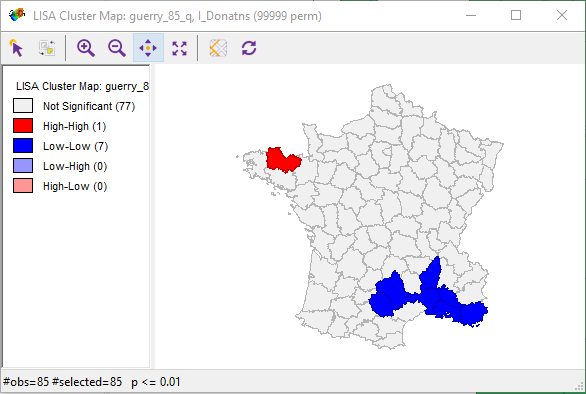 LISA Cluster Map: guerry_85_q, I_Donatns (99999 perm)
LISA Cluster Map: guerry_8
Not Significant (77)
High-High (1)
Low-Low (7)
Low-High (0)
High-Low (0)
#obs=85 #selected=85 p <= 0.01